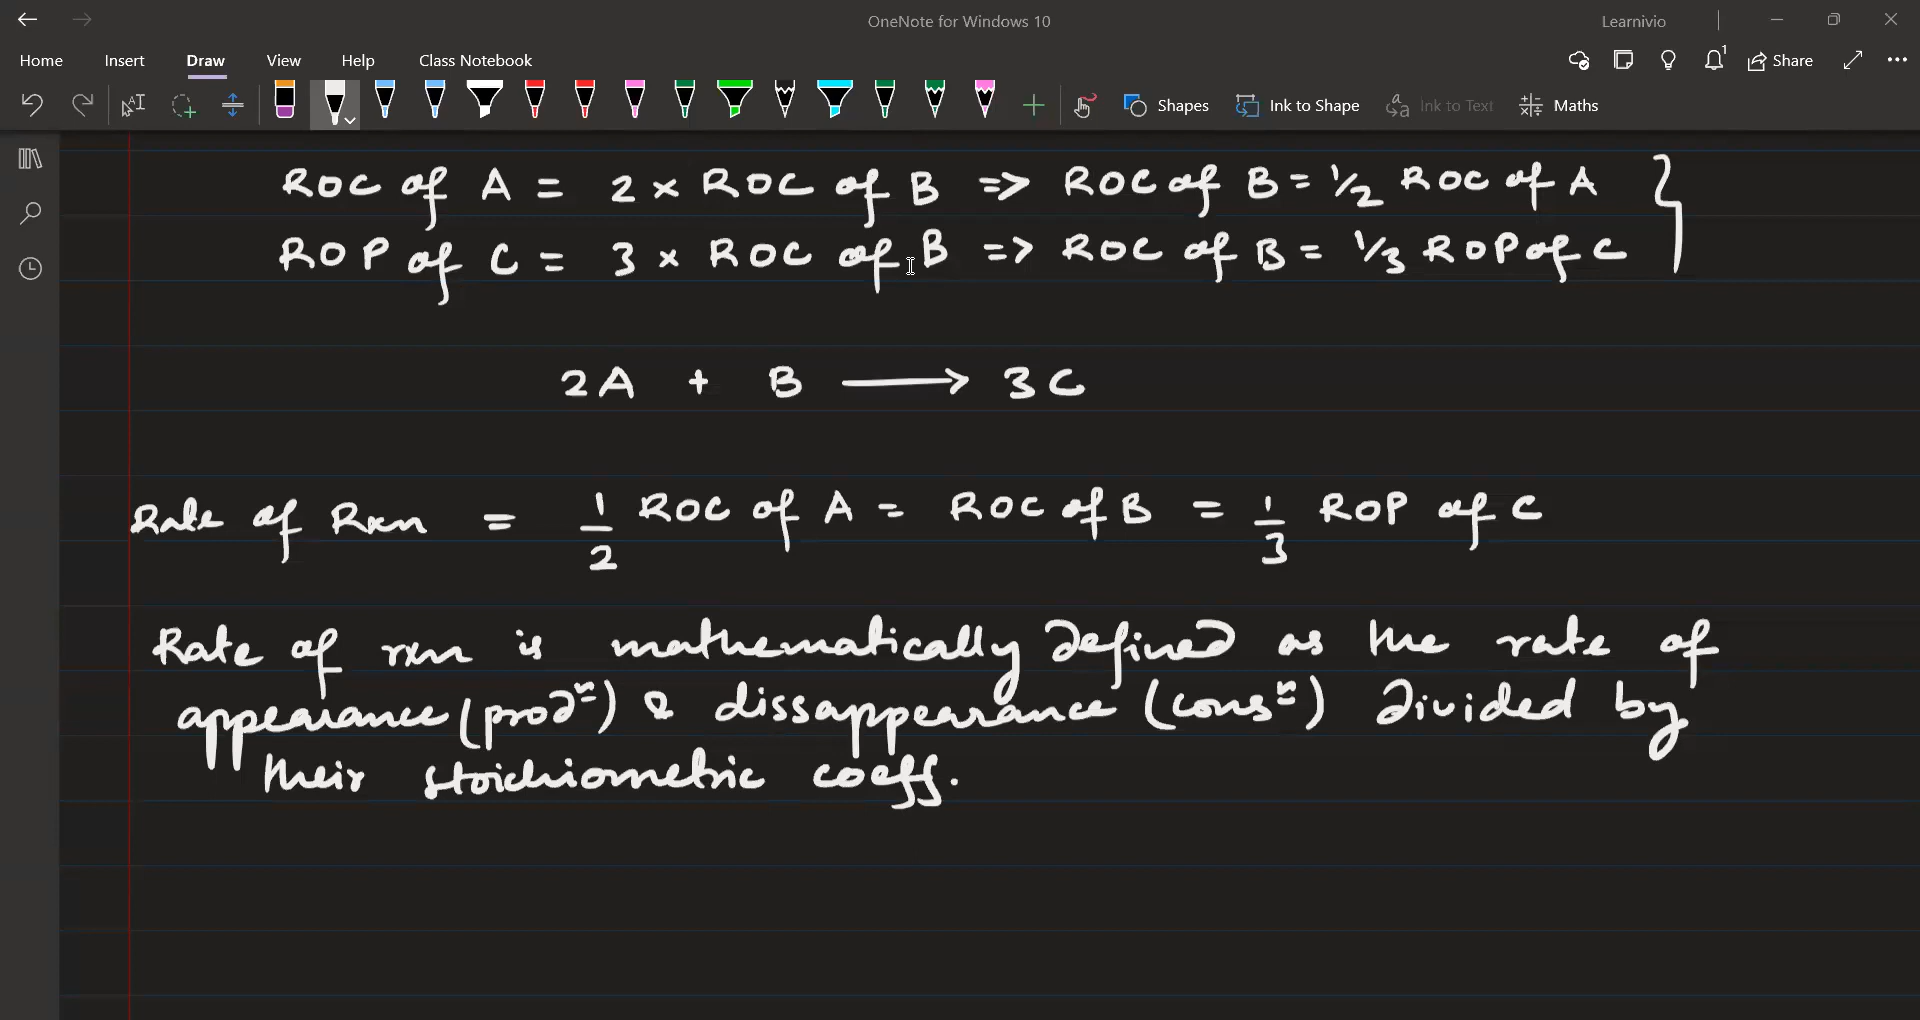 OneNote for Windows 10
Learnivio
Home Insert Draw View Help Class Notebook
1 Share
Shapes Ink to Shape Ink to Text Maths
ROC of A = 2 × ROC of B => ROC of B = 1/2 ROC of A
ROP of C = 3 × ROC of B => ROC of B = 1/3 ROP of C
2A + B ⟶ 3C
Rate of Rxn = 1/2 ROC of A = ROC of B = 1/3 ROP of C
Rate of rxn is mathematically defined as the rate of
appearance (prodⁿ) & dissappearance (consⁿ) divided by
their stoichiometric coeff.